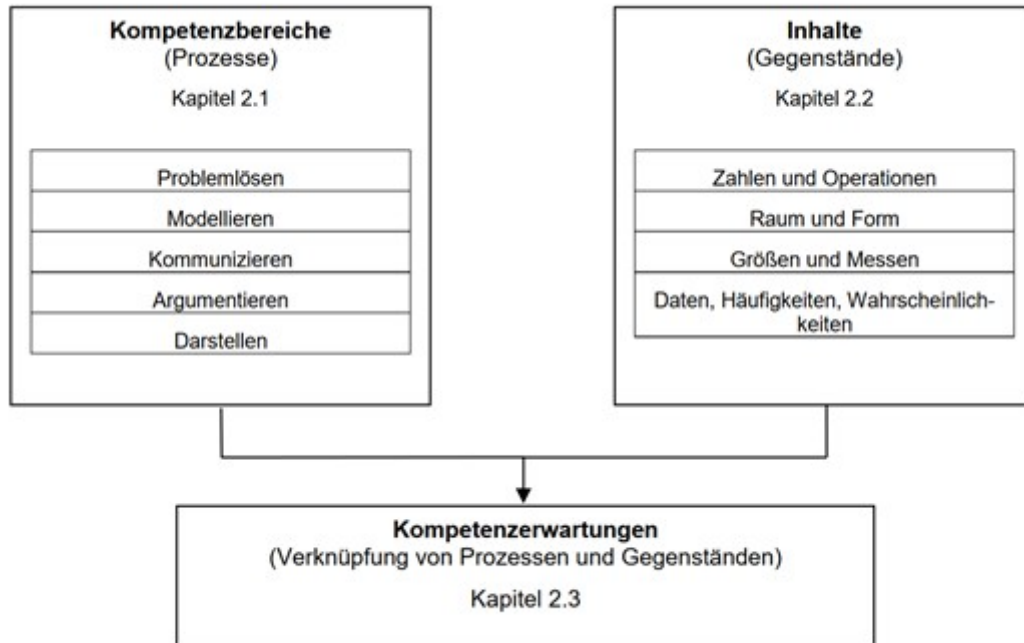 Kompetenzbereiche
(Prozesse)
Kapitel 2.1
Problemlösen
Modellieren
Kommunizieren
Argumentieren
Darstellen
Inhalte
(Gegenstände)
Kapitel 2.2
Zahlen und Operationen
Raum und Form
Größen und Messen
Daten, Häufigkeiten, Wahrscheinlich-
keiten
Kompetenzerwartungen
(Verknüpfung von Prozessen und Gegenständen)
Kapitel 2.3